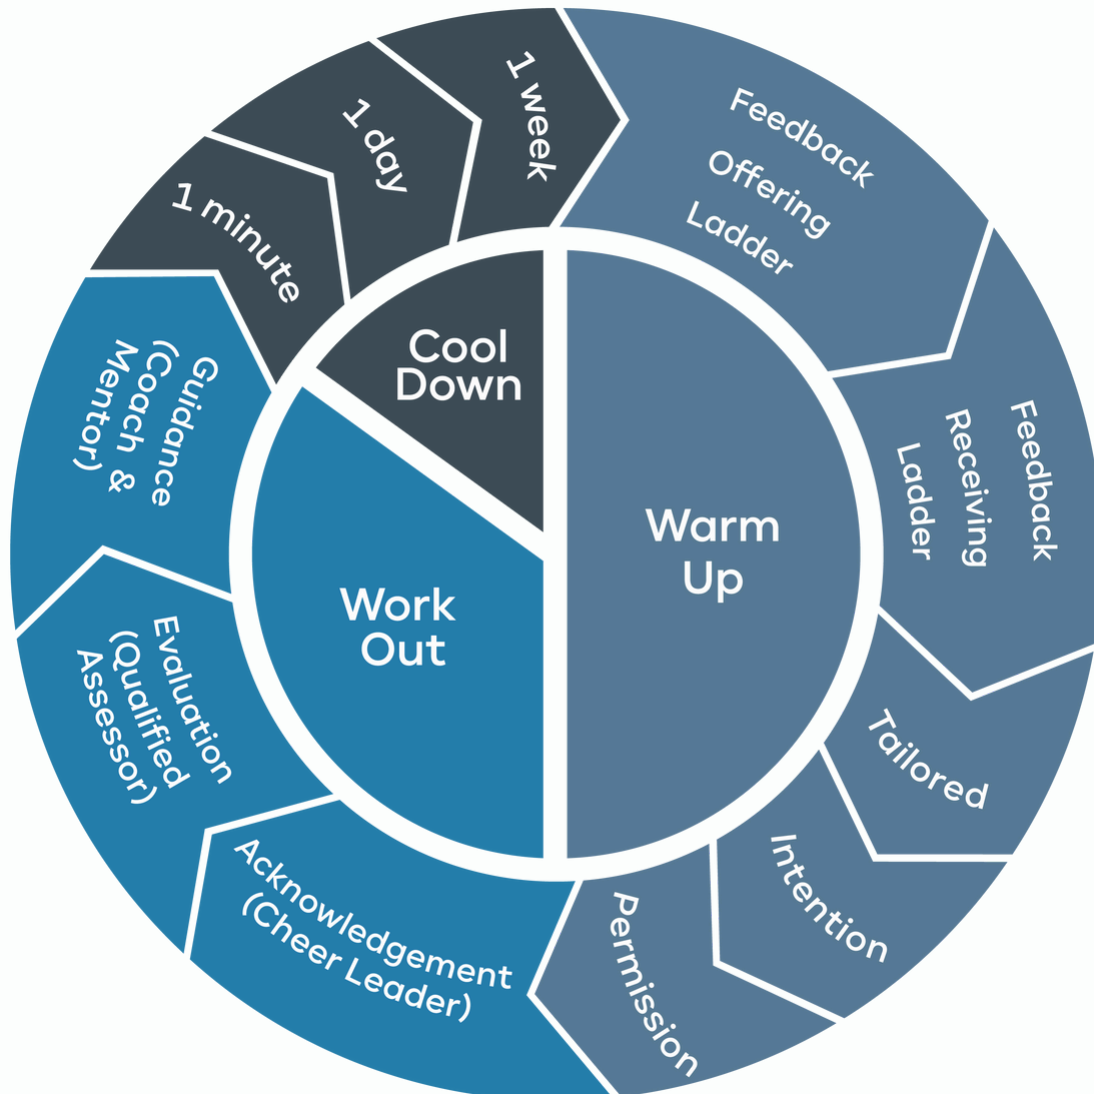 Feedback
Offering
Ladder
Feedback
Receiving
Ladder
Tailored
Intention
Permission
Acknowledgement
(Cheer Leader)
Evaluation
(Qualified
Assessor)
Guidance
(Coach &
Mentor)
1 minute
1 day
1 week
Cool
Down
Warm
Up
Work
Out